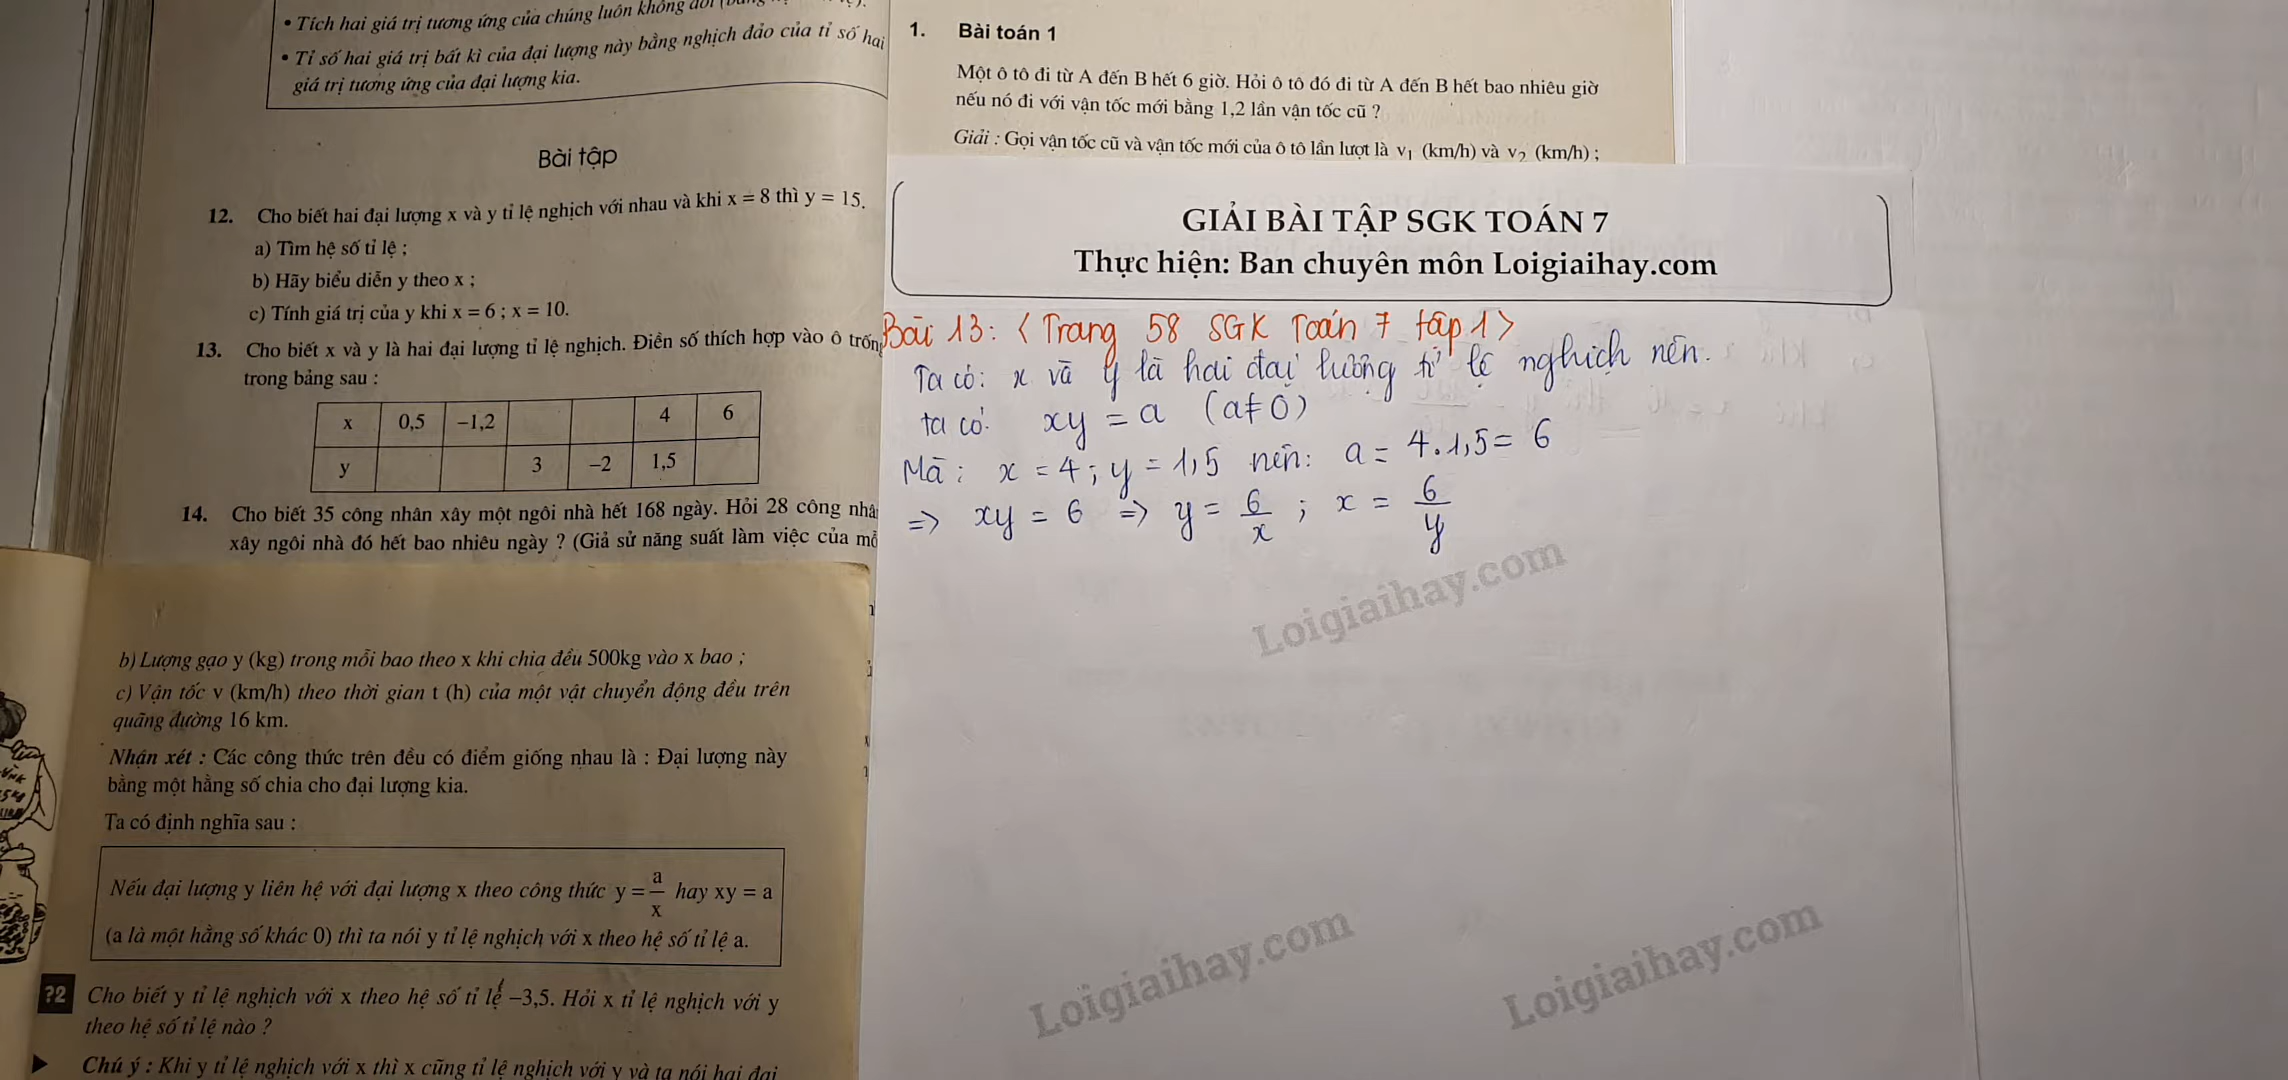 • Tích hai giá trị tương ứng của chúng luôn không đổi
• Tỉ số hai giá trị bất kì của đại lượng này bằng nghịch đảo của tỉ số hai
giá trị tương ứng của đại lượng kia.
Bài tập
12. Cho biết hai đại lượng x và y tỉ lệ nghịch với nhau và khi x = 8 thì y = 15.
a) Tìm hệ số tỉ lệ ;
b) Hãy biểu diễn y theo x ;
c) Tính giá trị của y khi x = 6 ; x = 10.
13. Cho biết x và y là hai đại lượng tỉ lệ nghịch. Điền số thích hợp vào ô trống
trong bảng sau :
x 0,5 –1,2 4 6
y 3 –2 1,5
14. Cho biết 35 công nhân xây một ngôi nhà hết 168 ngày. Hỏi 28 công
xây ngôi nhà đó hết bao nhiêu ngày ? (Giả sử năng suất làm việc của
b) Lượng gạo y (kg) trong mỗi bao theo x khi chia đều 500kg vào x bao ;
c) Vận tốc v (km/h) theo thời gian t (h) của một vật chuyển động đều trên
quãng đường 16 km.
Nhận xét : Các công thức trên đều có điểm giống nhau là : Đại lượng này
bằng một hằng số chia cho đại lượng kia.
Ta có định nghĩa sau :
Nếu đại lượng y liên hệ với đại lượng x theo công thức y = a/x hay xy = a
(a là một hằng số khác 0) thì ta nói y tỉ lệ nghịch với x theo hệ số tỉ lệ a.
?2 Cho biết y tỉ lệ nghịch với x theo hệ số tỉ lệ –3,5. Hỏi x tỉ lệ nghịch với y
theo hệ số tỉ lệ nào ?
▶ Chú ý : Khi y tỉ lệ nghịch với x thì x cũng tỉ lệ nghịch với y và ta nói hai đại
1. Bài toán 1
Một ô tô đi từ A đến B hết 6 giờ. Hỏi ô tô đó đi từ A đến B hết bao nhiêu giờ
nếu nó đi với vận tốc mới bằng 1,2 lần vận tốc cũ ?
Giải : Gọi vận tốc cũ và vận tốc mới của ô tô lần lượt là v₁ (km/h) và v₂ (km/h) ;
GIẢI BÀI TẬP SGK TOÁN 7
Thực hiện: Ban chuyên môn Loigiaihay.com
Bài 13: < Trang 58 SGK Toán 7 tập 1 >
Ta có: x và y là hai đại lượng tỉ lệ nghịch nên.
ta có: xy = a (a≠0)
Mà: x = 4; y = 1,5 nên: a = 4.1,5 = 6
=> xy = 6 => y = 6/x ; x = 6/y
Loigiaihay.com
Loigiaihay.com
Loigiaihay.com